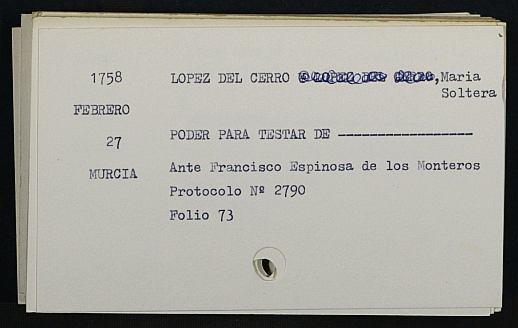 1758 LOPEZ DEL CERRO ,Maria
Soltera
FEBRERO
27 PODER PARA TESTAR DE -----------------
MURCIA Ante Francisco Espinosa de los Monteros
Protocolo Nº 2790
Folio 73